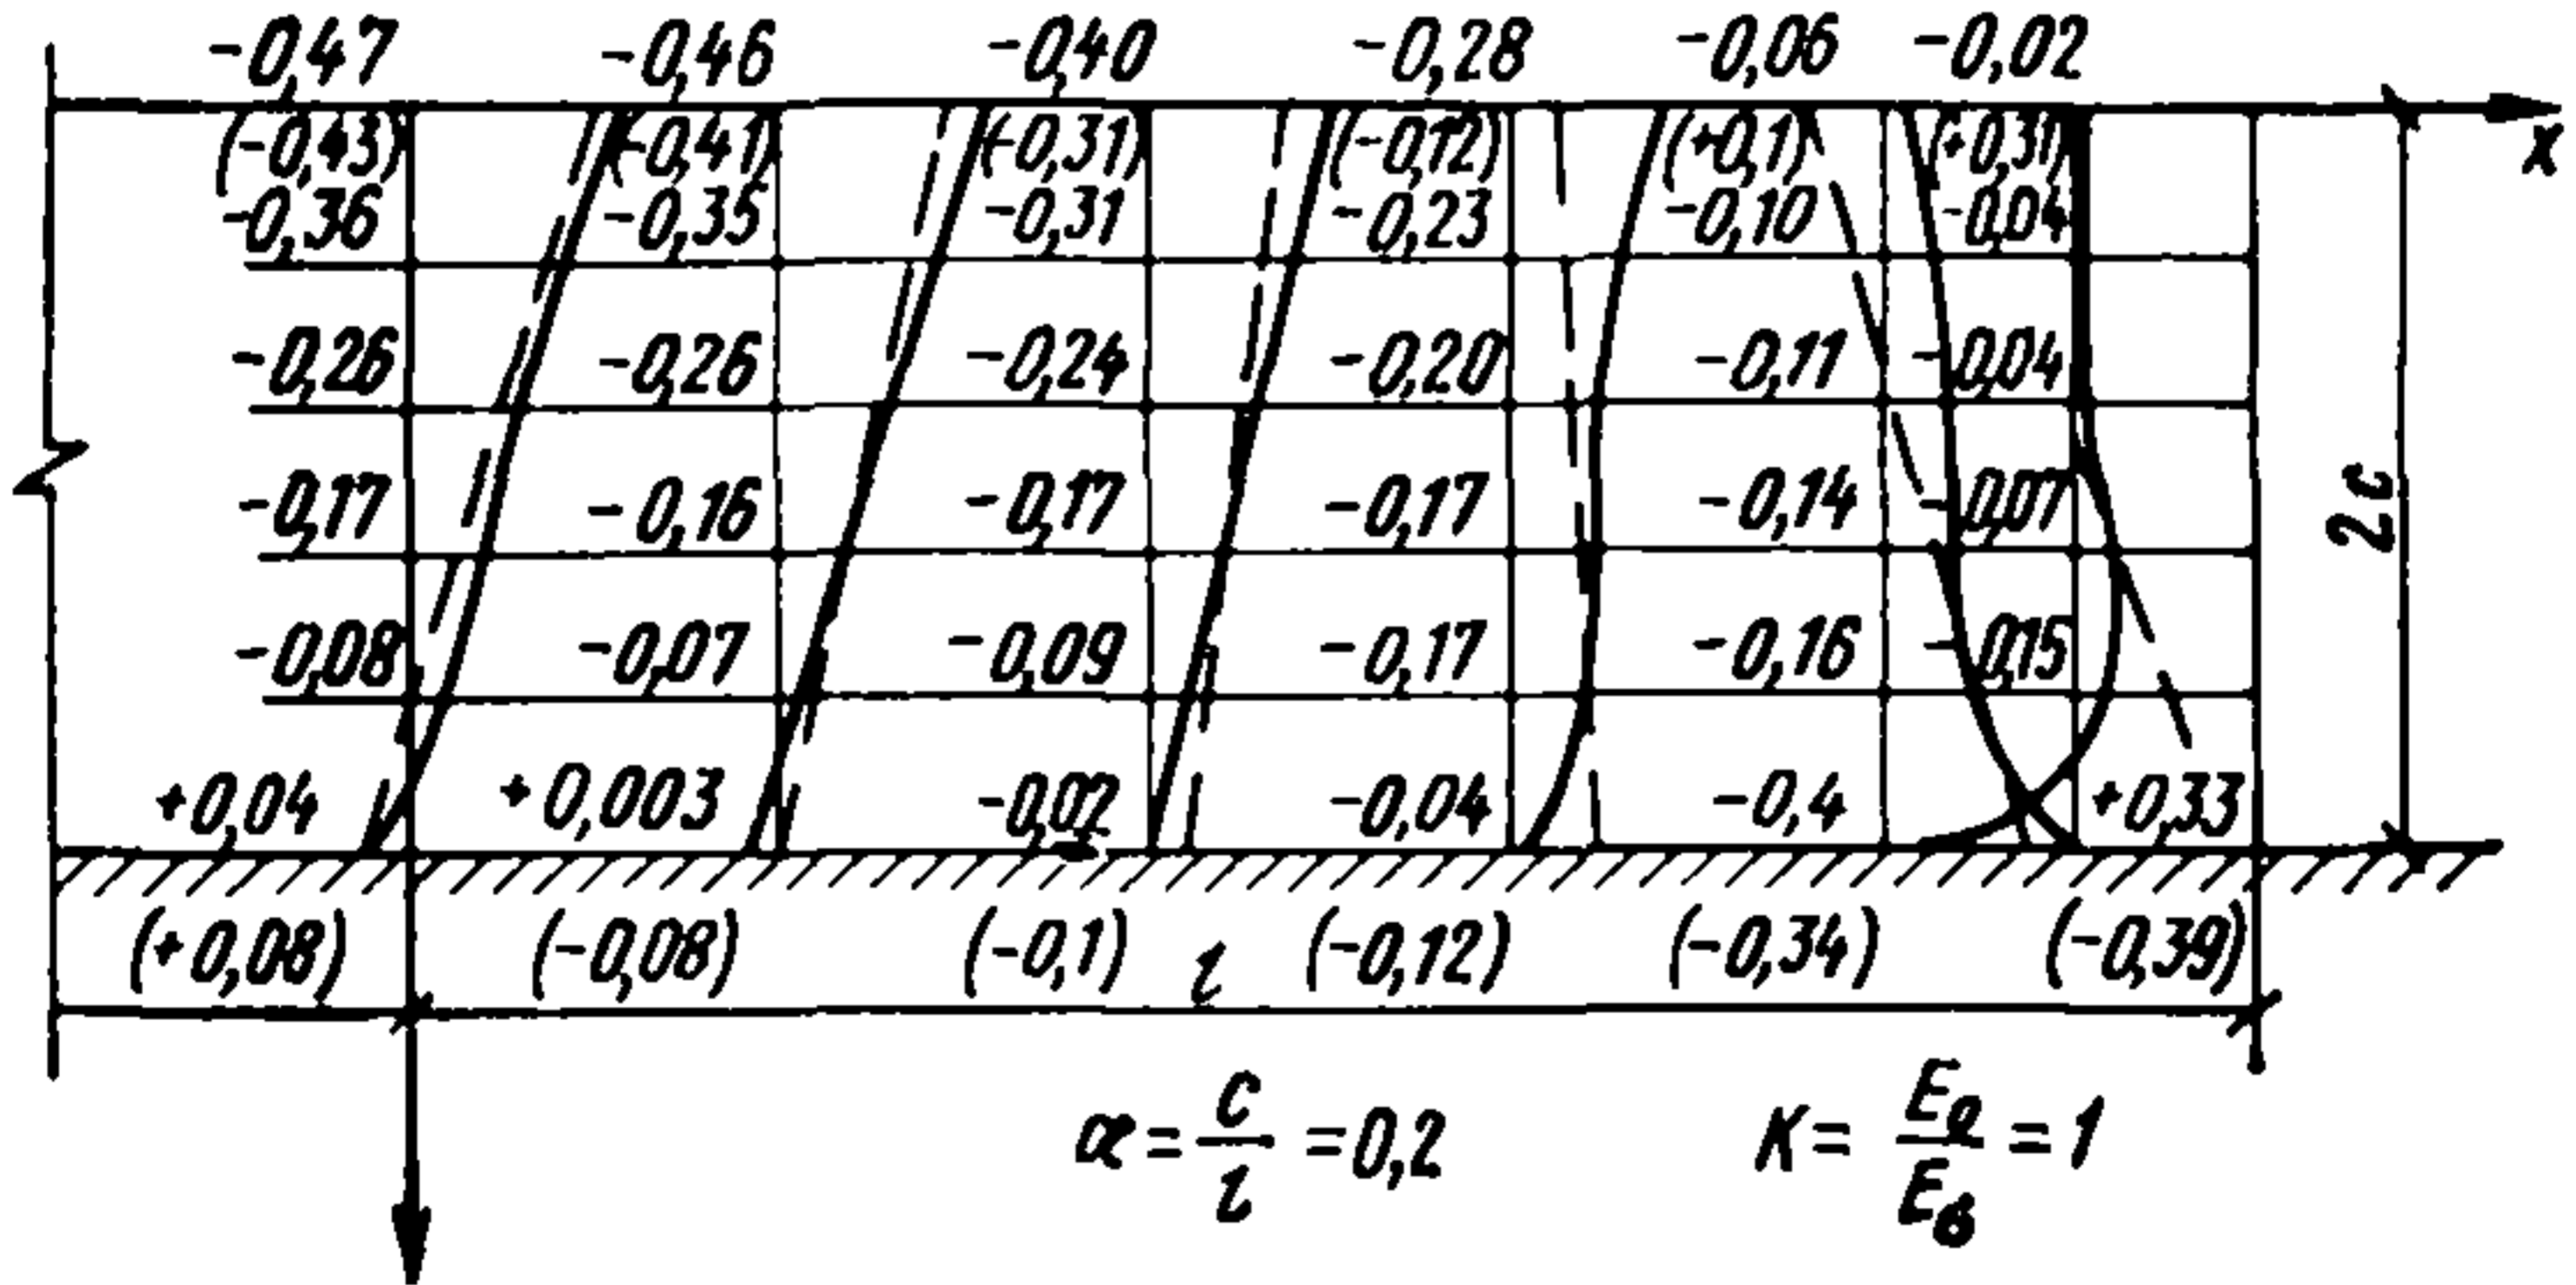 -0,47 -0,46 -0,40 -0,28 -0,06 -0,02
(-0,43) (-0,41) (-0,31) (-0,12) (+0,1) (+0,31) x
-0,36 -0,35 -0,31 -0,23 -0,10 -0,04
-0,26 -0,26 -0,24 -0,20 -0,11 -0,04
-0,17 -0,16 -0,17 -0,17 -0,14 -0,07 2c
-0,08 -0,07 -0,09 -0,17 -0,16 -0,15
+0,04 +0,003 -0,02 -0,04 -0,4 +0,33
(+0,08) (-0,08) (-0,1) l (-0,12) (-0,34) (-0,39)
α = c/l = 0,2 K = Eа/Eв = 1